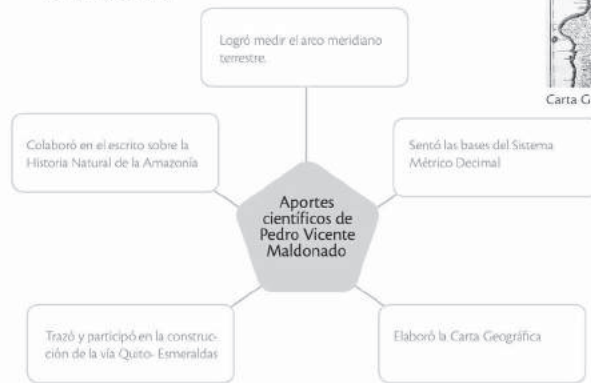 Logró medir el arco meridiano
terrestre.
Carta G
Colaboró en el escrito sobre la
Historia Natural de la Amazonía
Sentó las bases del Sistema
Métrico Decimal
Aportes
científicos de
Pedro Vicente
Maldonado
Trazó y participó en la construc-
ción de la vía Quito- Esmeraldas
Elaboró la Carta Geográfica